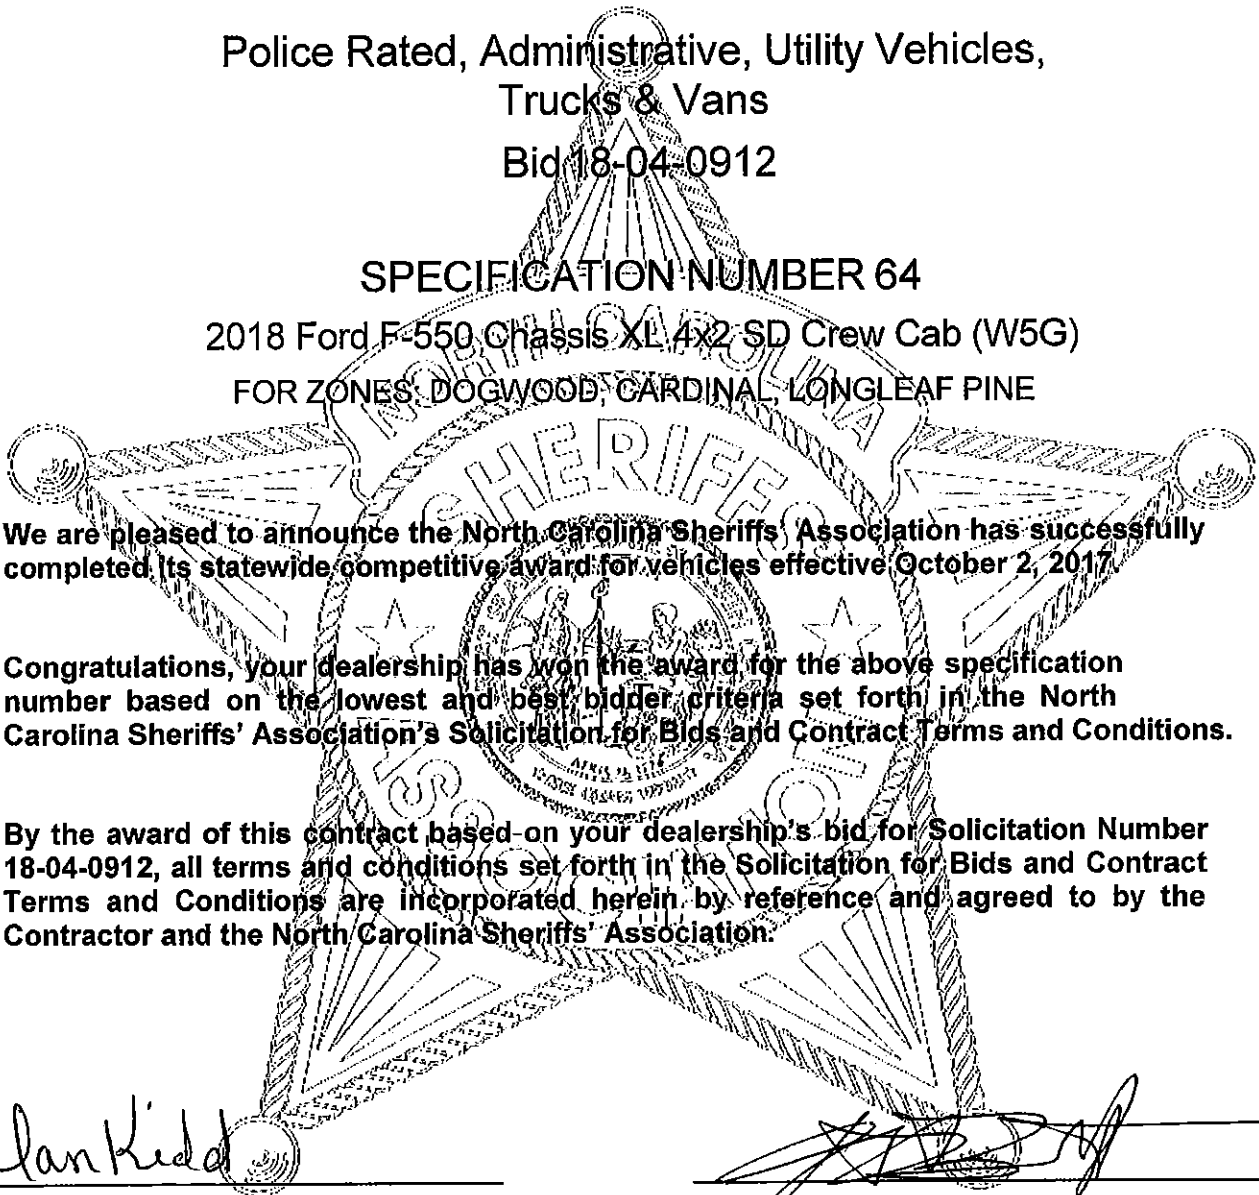 Police Rated, Administrative, Utility Vehicles,
Trucks & Vans
Bid 18-04-0912
SPECIFICATION NUMBER 64
2018 Ford F-550 Chassis XL 4x2 SD Crew Cab (W5G)
FOR ZONES: DOGWOOD, CARDINAL, LONGLEAF PINE
NORTH CAROLINA
SHERIFFS'
We are pleased to announce the North Carolina Sheriffs' Association has successfully
completed its statewide competitive award for vehicles effective October 2, 2017.
Congratulations, your dealership has won the award for the above specification
number based on the lowest and best bidder criteria set forth in the North
Carolina Sheriffs' Association's Solicitation for Bids and Contract Terms and Conditions.
By the award of this contract based on your dealership's bid for Solicitation Number
18-04-0912, all terms and conditions set forth in the Solicitation for Bids and Contract
Terms and Conditions are incorporated herein by reference and agreed to by the
Contractor and the North Carolina Sheriffs' Association.
ASSOCIATION
Kidd